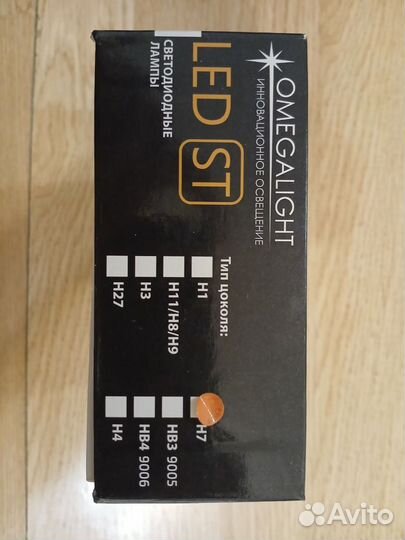 OMEGALIGHT
ИННОВАЦИОННОЕ ОСВЕЩЕНИЕ
LED ST
СВЕТОДИОДНЫЕ
ЛАМПЫ
Тип цоколя:
H1
H7
H11/H8/H9
HB3 9005
H3
HB4 9006
H27
H4
Avito